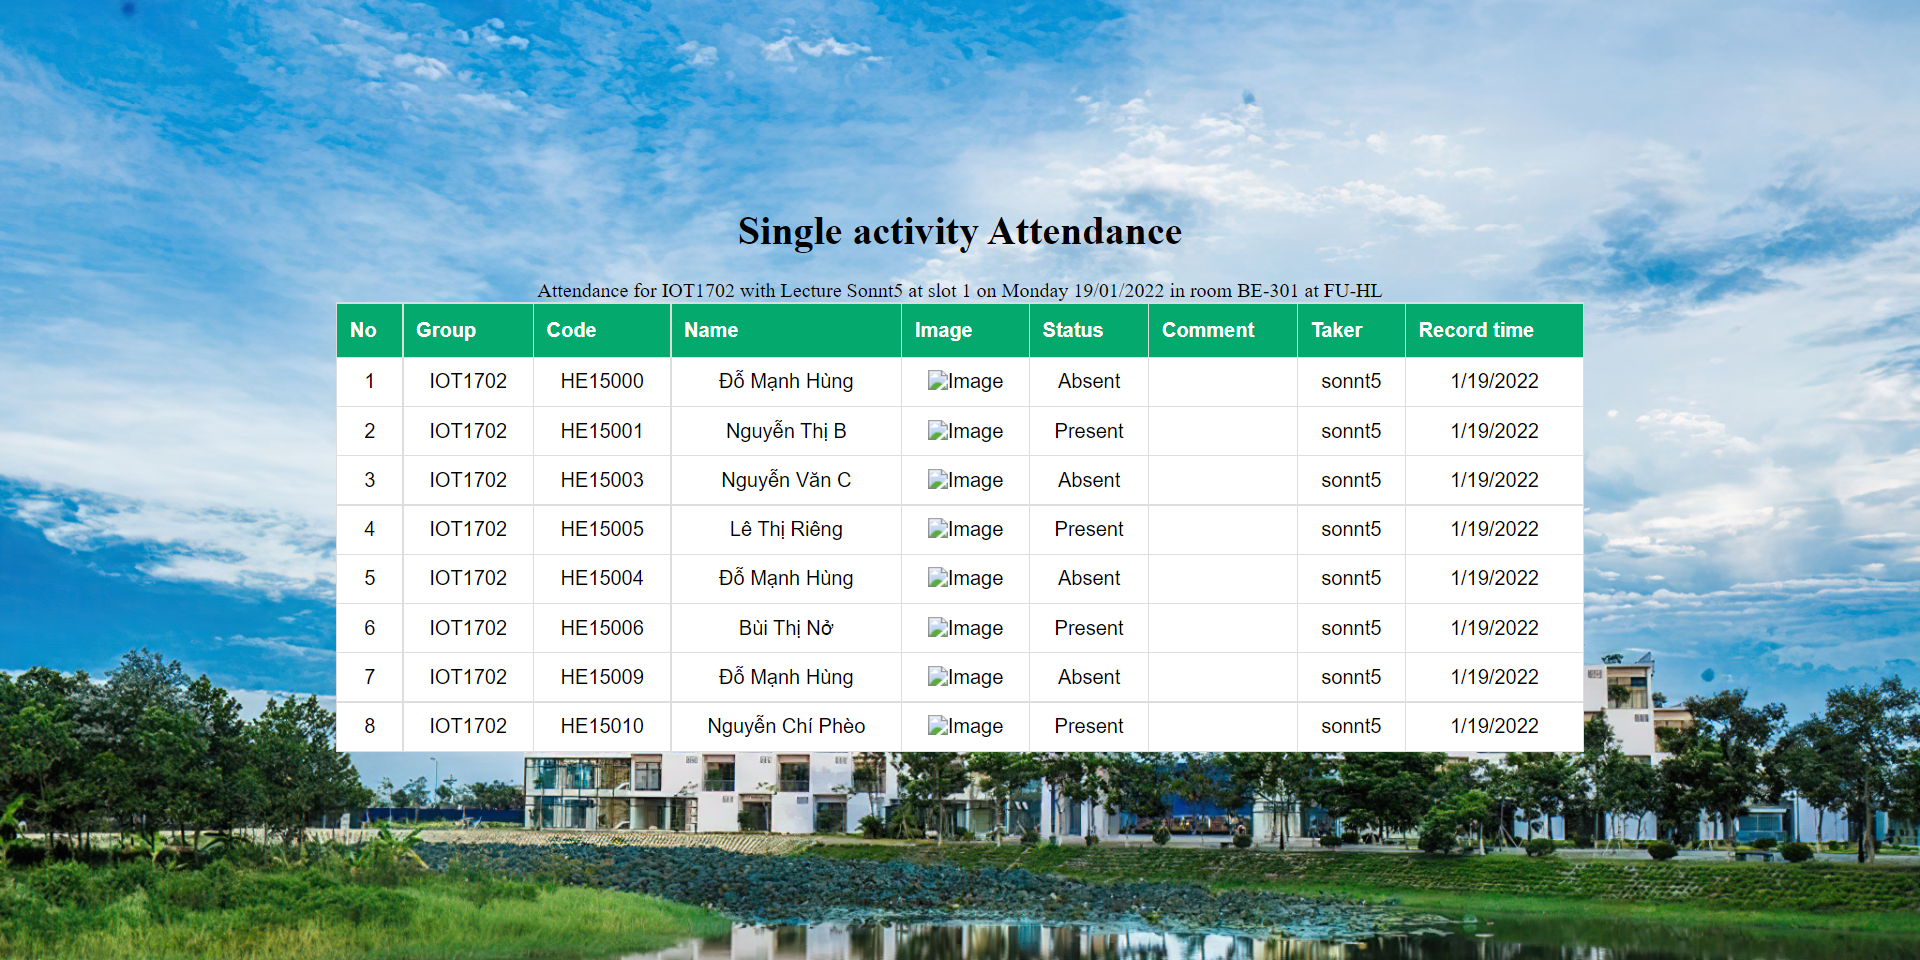 Single activity Attendance
Attendance for IOT1702 with Lecture Sonnt5 at slot 1 on Monday 19/01/2022 in room BE-301 at FU-HL
No Group Code Name Image Status Comment Taker Record time
1 IOT1702 HE15000 Đỗ Mạnh Hùng Image Absent sonnt5 1/19/2022
2 IOT1702 HE15001 Nguyễn Thị B Image Present sonnt5 1/19/2022
3 IOT1702 HE15003 Nguyễn Văn C Image Absent sonnt5 1/19/2022
4 IOT1702 HE15005 Lê Thị Riêng Image Present sonnt5 1/19/2022
5 IOT1702 HE15004 Đỗ Mạnh Hùng Image Absent sonnt5 1/19/2022
6 IOT1702 HE15006 Bùi Thị Nở Image Present sonnt5 1/19/2022
7 IOT1702 HE15009 Đỗ Mạnh Hùng Image Absent sonnt5 1/19/2022
8 IOT1702 HE15010 Nguyễn Chí Phèo Image Present sonnt5 1/19/2022